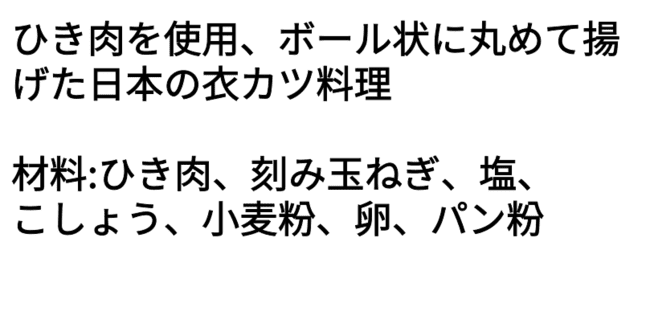 ひき肉を使用、ボール状に丸めて揚
げた日本の衣カツ料理
材料:ひき肉、刻み玉ねぎ、塩、
こしょう、小麦粉、卵、パン粉